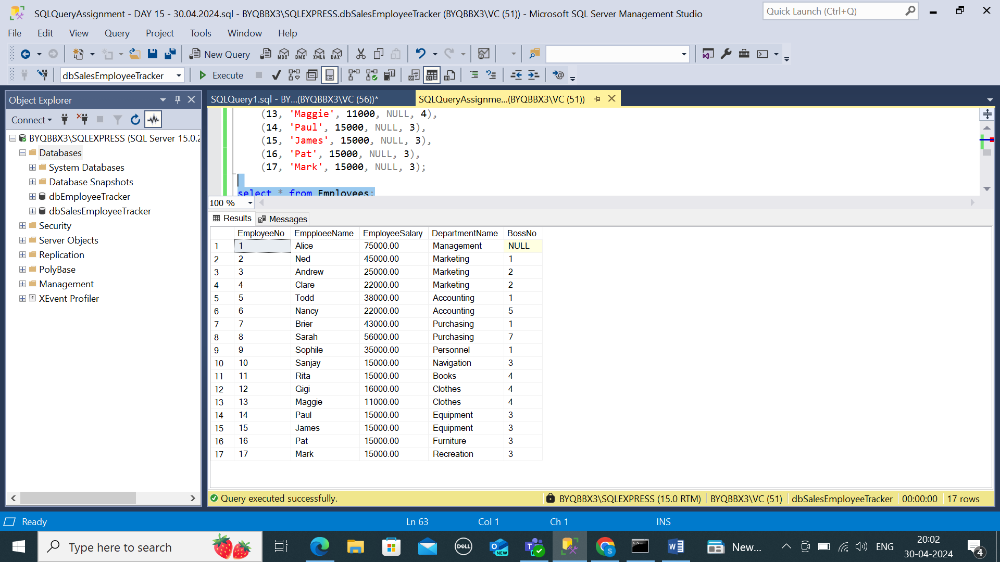 SQLQueryAssignment - DAY 15 - 30.04.2024.sql - BYQBBX3\SQLEXPRESS.dbSalesEmployeeTracker (BYQBBX3\VC (51)) - Microsoft SQL Server Management Studio
Quick Launch (Ctrl+Q)
File Edit View Query Project Tools Window Help
New Query MDX DMX XMLA DAX
dbSalesEmployeeTracker Execute
Object Explorer
Connect
BYQBBX3\SQLEXPRESS (SQL Server 15.0.2
Databases
System Databases
Database Snapshots
dbEmployeeTracker
dbSalesEmployeeTracker
Security
Server Objects
Replication
PolyBase
Management
XEvent Profiler
SQLQuery1.sql - BY...(BYQBBX3\VC (56))* SQLQueryAssignme...(BYQBBX3\VC (51))
(13, 'Maggie', 11000, NULL, 4),
(14, 'Paul', 15000, NULL, 3),
(15, 'James', 15000, NULL, 3),
(16, 'Pat', 15000, NULL, 3),
(17, 'Mark', 15000, NULL, 3);
select * from Employees;
100 %
Results Messages
EmployeeNo EmpploeeName EmployeeSalary DepartmentName BossNo
1 1 Alice 75000.00 Management NULL
2 2 Ned 45000.00 Marketing 1
3 3 Andrew 25000.00 Marketing 2
4 4 Clare 22000.00 Marketing 2
5 5 Todd 38000.00 Accounting 1
6 6 Nancy 22000.00 Accounting 5
7 7 Brier 43000.00 Purchasing 1
8 8 Sarah 56000.00 Purchasing 7
9 9 Sophile 35000.00 Personnel 1
10 10 Sanjay 15000.00 Navigation 3
11 11 Rita 15000.00 Books 4
12 12 Gigi 16000.00 Clothes 4
13 13 Maggie 11000.00 Clothes 4
14 14 Paul 15000.00 Equipment 3
15 15 James 15000.00 Equipment 3
16 16 Pat 15000.00 Furniture 3
17 17 Mark 15000.00 Recreation 3
Query executed successfully. BYQBBX3\SQLEXPRESS (15.0 RTM) BYQBBX3\VC (51) dbSalesEmployeeTracker 00:00:00 17 rows
Ready Ln 63 Col 1 Ch 1 INS
Type here to search DELL NEW New... ENG 20:02
30-04-2024 4